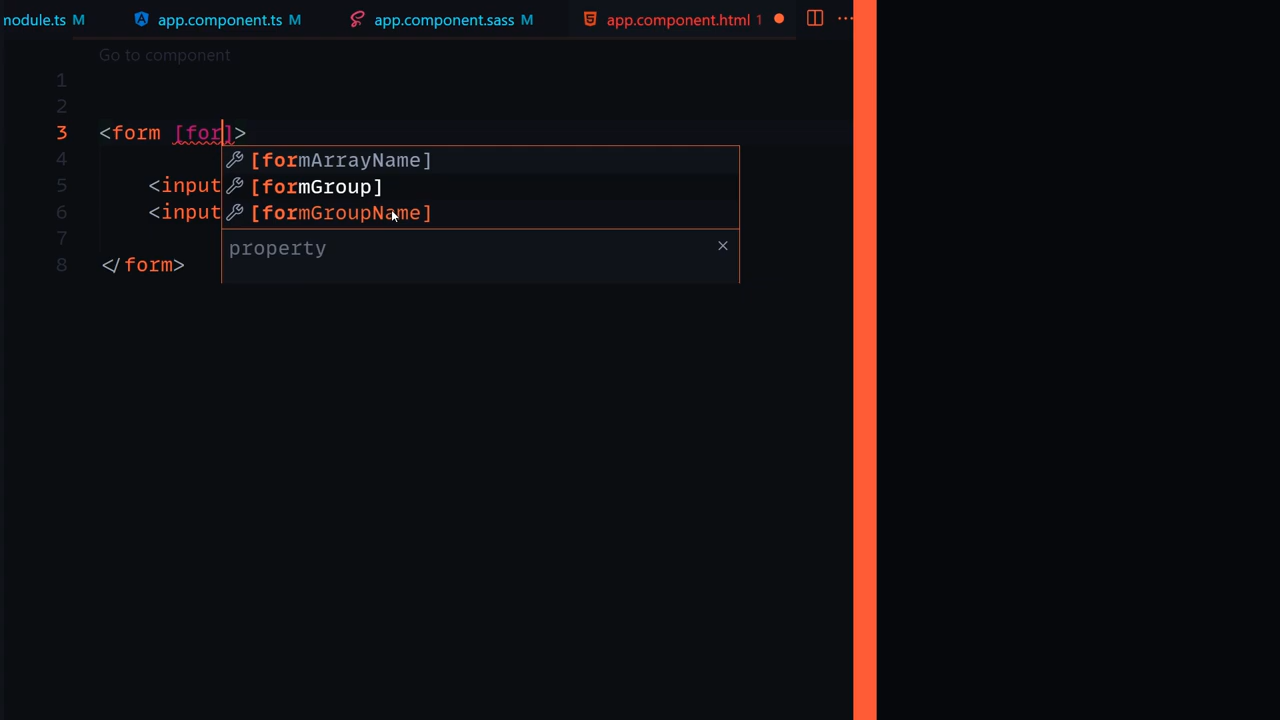 module.ts M app.component.ts M app.component.sass M app.component.html 1
Go to component
1
2
3 <form [for]>
4 [formArrayName]
5 <input [formGroup]
6 <input [formGroupName]
7 property
8 </form>